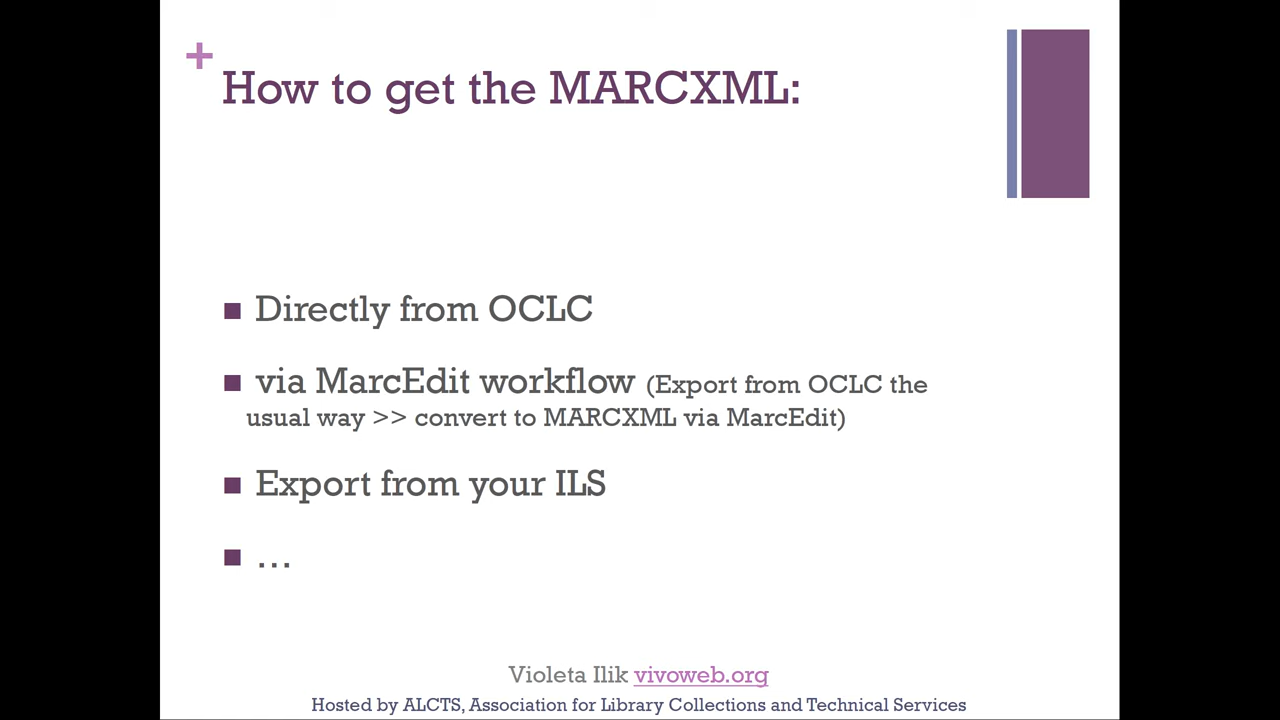 +
How to get the MARCXML:
■ Directly from OCLC
■ via MarcEdit workflow (Export from OCLC the
usual way >> convert to MARCXML via MarcEdit)
■ Export from your ILS
■ …
Violeta Ilik vivoweb.org
Hosted by ALCTS, Association for Library Collections and Technical Services